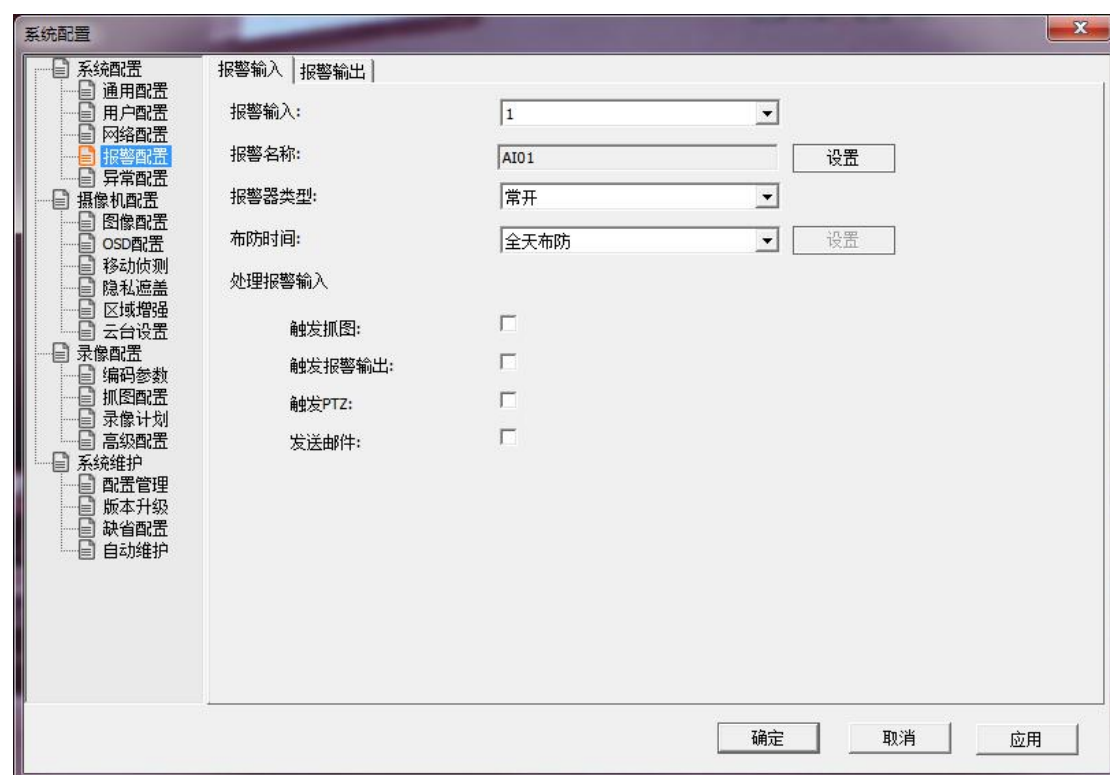 系统配置
系统配置
通用配置
用户配置
网络配置
报警配置
异常配置
摄像机配置
图像配置
OSD配置
移动侦测
隐私遮盖
区域增强
云台设置
录像配置
编码参数
抓图配置
录像计划
高级配置
系统维护
配置管理
版本升级
缺省配置
自动维护
报警输入 报警输出
报警输入: 1
报警名称: AI01 设置
报警器类型: 常开
布防时间: 全天布防 设置
处理报警输入
触发抓图:
触发报警输出:
触发PTZ:
发送邮件:
确定 取消 应用